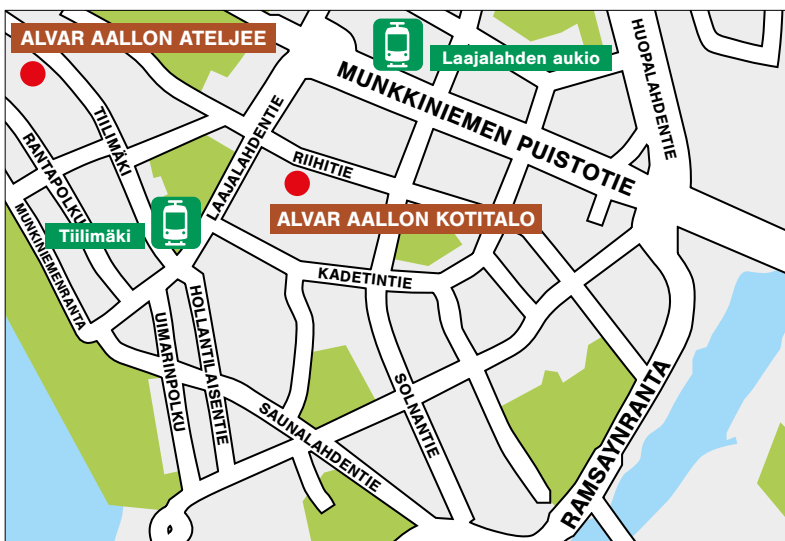 ALVAR AALLON ATELJEE
Laajalahden aukio
HUOPALAHDENTIE
MUNKKINIEMEN PUISTOTIE
TIILIMÄKI
RANTAPOLKU
MUNKINIEMENRANTA
LAAJALAHDENTIE
RIIHITIE
ALVAR AALLON KOTITALO
Tiilimäki
KADETINTIE
HOLLANTILAISENTIE
UIMARINPOLKU
SAUNALAHDENTIE
SOLNANTIE
RAMSAYNRANTA